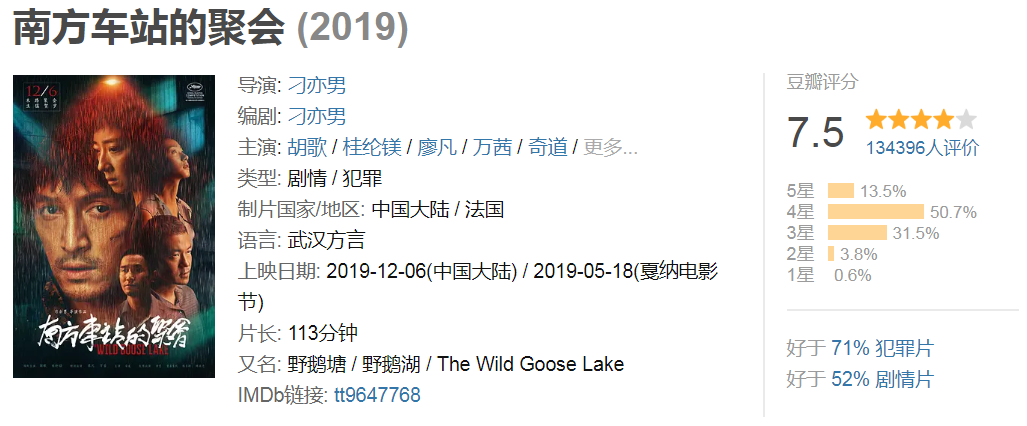 南方车站的聚会 (2019)
12/6
南方车站的聚会
WILD GOOSE LAKE
导演: 刁亦男
编剧: 刁亦男
主演: 胡歌 / 桂纶镁 / 廖凡 / 万茜 / 奇道 / 更多...
类型: 剧情 / 犯罪
制片国家/地区: 中国大陆 / 法国
语言: 武汉方言
上映日期: 2019-12-06(中国大陆) / 2019-05-18(戛纳电影
节)
片长: 113分钟
又名: 野鹅塘 / 野鹅湖 / The Wild Goose Lake
IMDb链接: tt9647768
豆瓣评分
7.5
134396人评价
5星 13.5%
4星 50.7%
3星 31.5%
2星 3.8%
1星 0.6%
好于 71% 犯罪片
好于 52% 剧情片